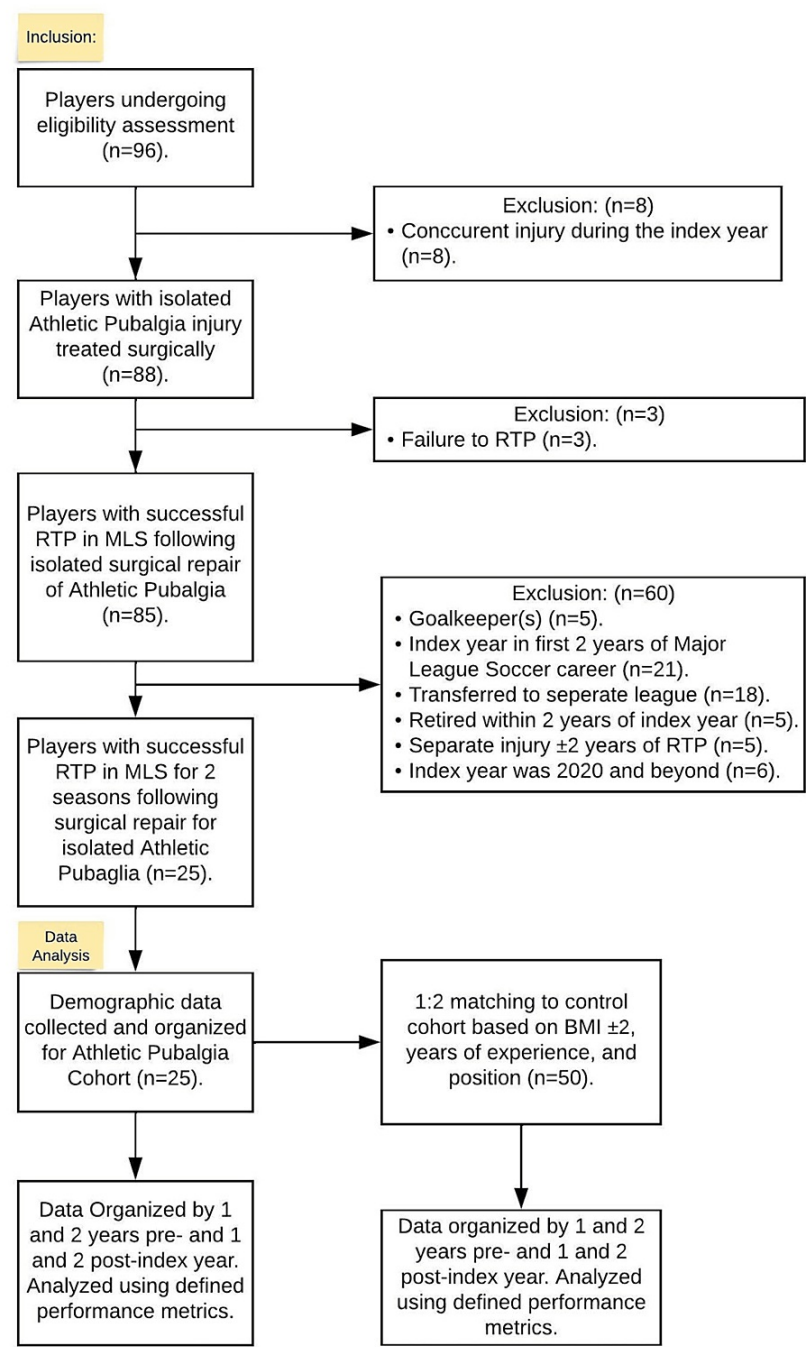 Inclusion:
Players undergoing
eligibility assessment
(n=96).
Exclusion: (n=8)
• Conccurent injury during the index year
(n=8).
Players with isolated
Athletic Pubalgia injury
treated surgically
(n=88).
Exclusion: (n=3)
• Failure to RTP (n=3).
Players with successful
RTP in MLS following
isolated surgical repair
of Athletic Pubalgia
(n=85).
Exclusion: (n=60)
• Goalkeeper(s) (n=5).
• Index year in first 2 years of Major
League Soccer career (n=21).
• Transferred to seperate league (n=18).
• Retired within 2 years of index year (n=5).
• Separate injury ±2 years of RTP (n=5).
• Index year was 2020 and beyond (n=6).
Players with successful
RTP in MLS for 2
seasons following
surgical repair for
isolated Athletic
Pubaglia (n=25).
Data
Analysis
Demographic data
collected and organized
for Athletic Pubalgia
Cohort (n=25).
1:2 matching to control
cohort based on BMI ±2,
years of experience, and
position (n=50).
Data Organized by 1
and 2 years pre- and 1
and 2 post-index year.
Analyzed using defined
performance metrics.
Data organized by 1 and 2
years pre- and 1 and 2
post-index year. Analyzed
using defined performance
metrics.